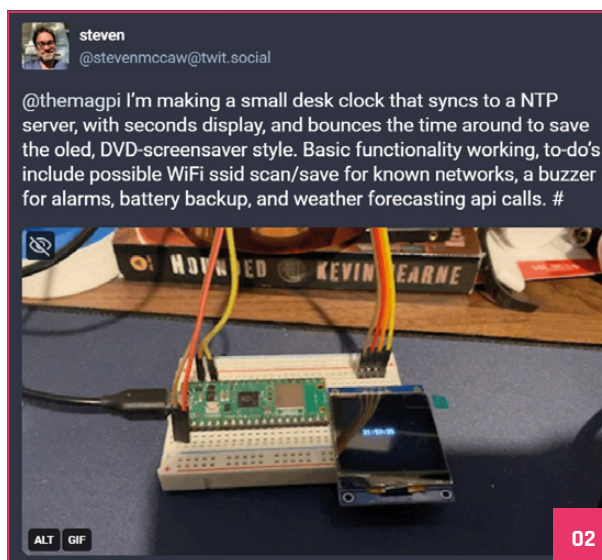 steven
@stevenmccaw@twit.social
@themagpi I’m making a small desk clock that syncs to a NTP
server, with seconds display, and bounces the time around to save
the oled, DVD-screensaver style. Basic functionality working, to-do’s
include possible WiFi ssid scan/save for known networks, a buzzer
for alarms, battery backup, and weather forecasting api calls. #
KEVIN HEARNE
ALT GIF
02